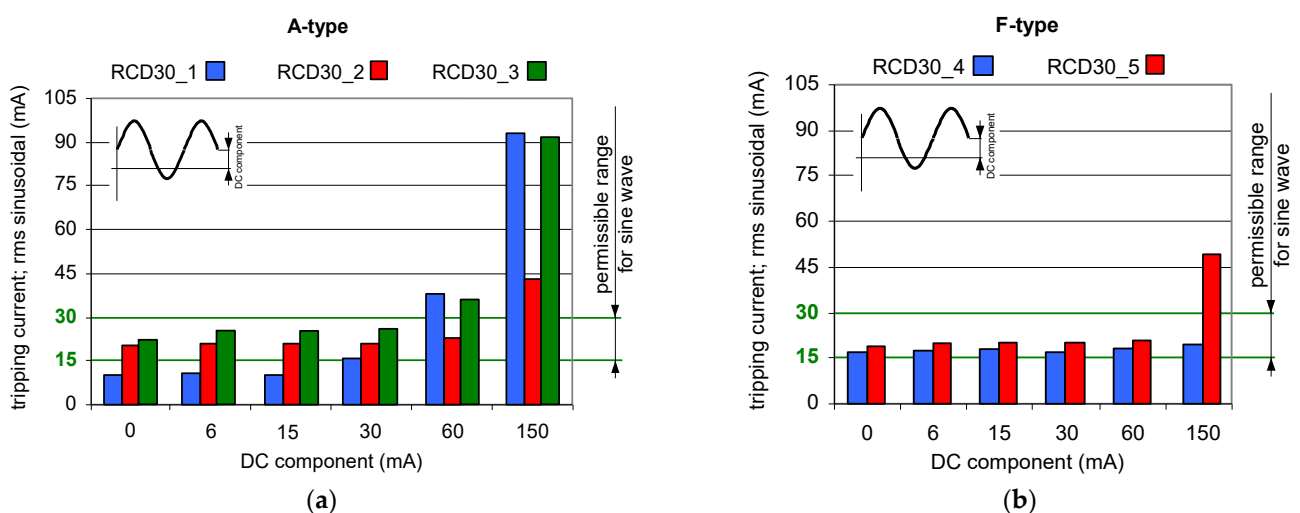 A-type
RCD30_1 RCD30_2 RCD30_3
tripping current; rms sinusoidal (mA)
105
90
75
60
45
30
15
0
DC component
permissible range
for sine wave
0 6 15 30 60 150
DC component (mA)
(a)
F-type
RCD30_4 RCD30_5
tripping current; rms sinusoidal (mA)
105
90
75
60
45
30
15
0
DC component
permissible range
for sine wave
0 6 15 30 60 150
DC component (mA)
(b)